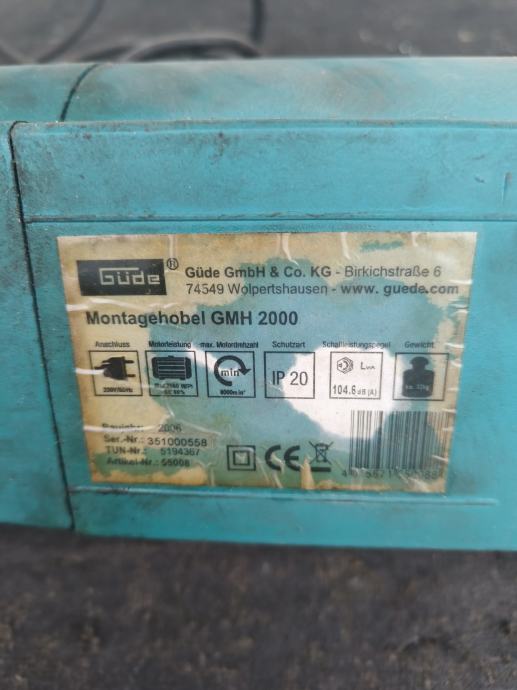 Güde ®
Güde GmbH & Co. KG - Birkichstraße 6
74549 Wolpertshausen - www. guede.com
Montagehobel GMH 2000
Anschluss Motorleistung max. Motordrehzahl Schutzart Schallleistungspegel Gewicht
min
IP 20
LWA
230V/50Hz
104.6 dB (A)
Baujahr: 2006
Ser.-Nr.: 351000558
TUN-Nr.: 5194367
Artikel-Nr.: 55008
CE